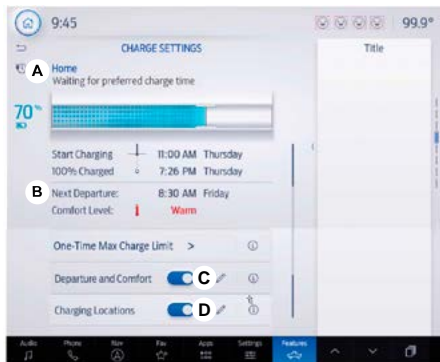 9:45
99.9°
CHARGE SETTINGS
Title
A Home
Waiting for preferred charge time
70%
Start Charging 11:00 AM Thursday
100% Charged 7:26 PM Thursday
B Next Departure: 8:30 AM Friday
Comfort Level: Warm
One-Time Max Charge Limit >
Departure and Comfort C
Charging Locations D
Audio Phone Nav Fav Apps Settings Features